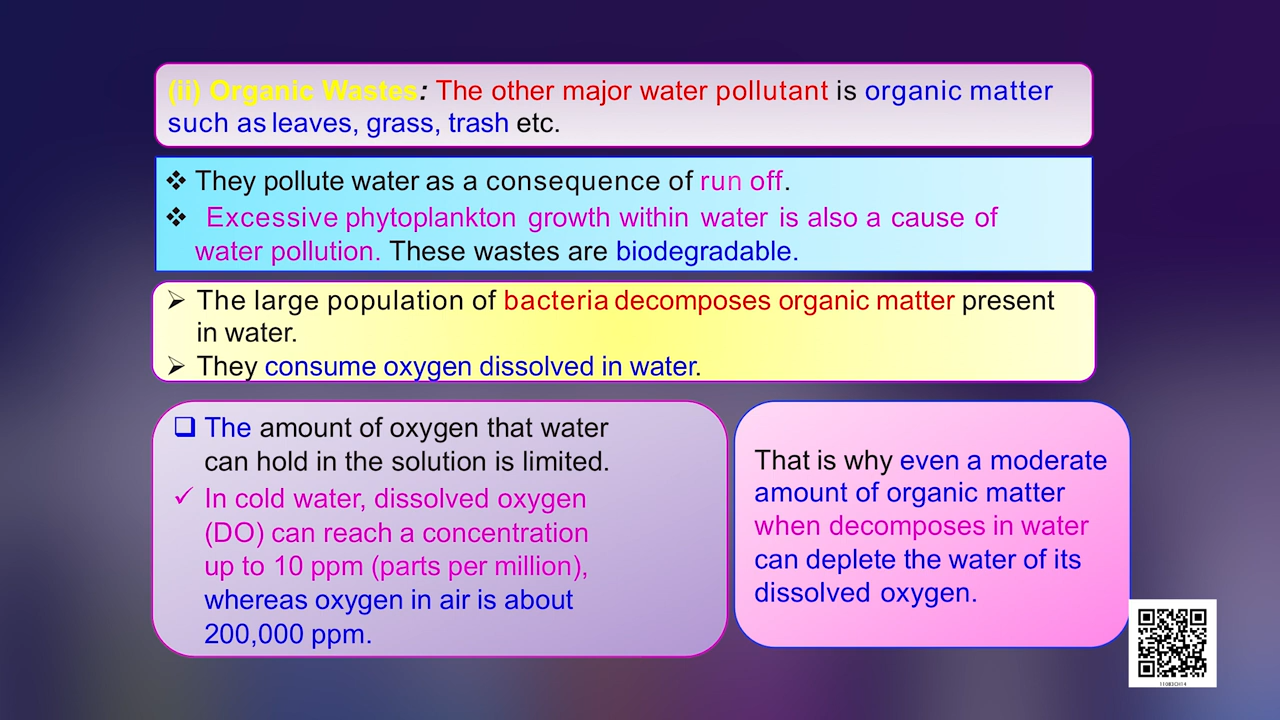 (ii) Organic Wastes: The other major water pollutant is organic matter
such as leaves, grass, trash etc.
❖ They pollute water as a consequence of run off.
❖ Excessive phytoplankton growth within water is also a cause of
water pollution. These wastes are biodegradable.
➢ The large population of bacteria decomposes organic matter present
in water.
➢ They consume oxygen dissolved in water.
❑ The amount of oxygen that water
can hold in the solution is limited.
✓ In cold water, dissolved oxygen
(DO) can reach a concentration
up to 10 ppm (parts per million),
whereas oxygen in air is about
200,000 ppm.
That is why even a moderate
amount of organic matter
when decomposes in water
can deplete the water of its
dissolved oxygen.